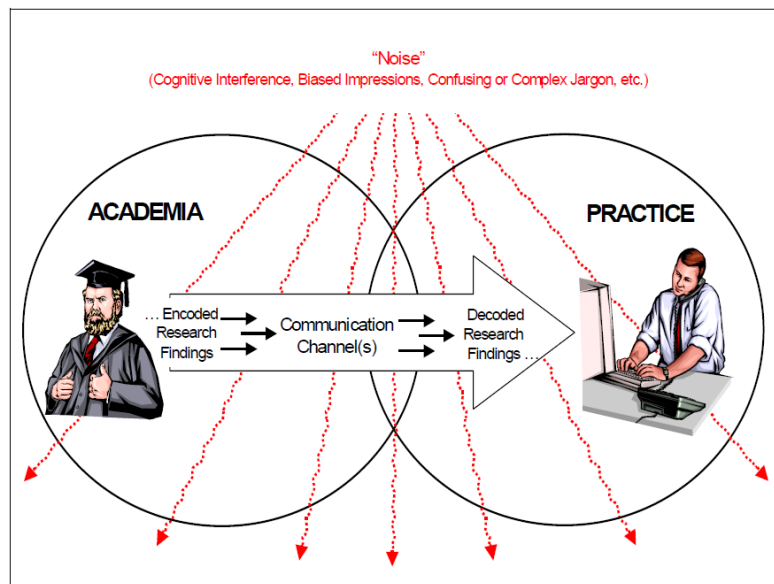 “Noise”
(Cognitive Interference, Biased Impressions, Confusing or Complex Jargon, etc.)
ACADEMIA
PRACTICE
… Encoded
Research
Findings
Communication
Channel(s)
Decoded
Research
Findings …